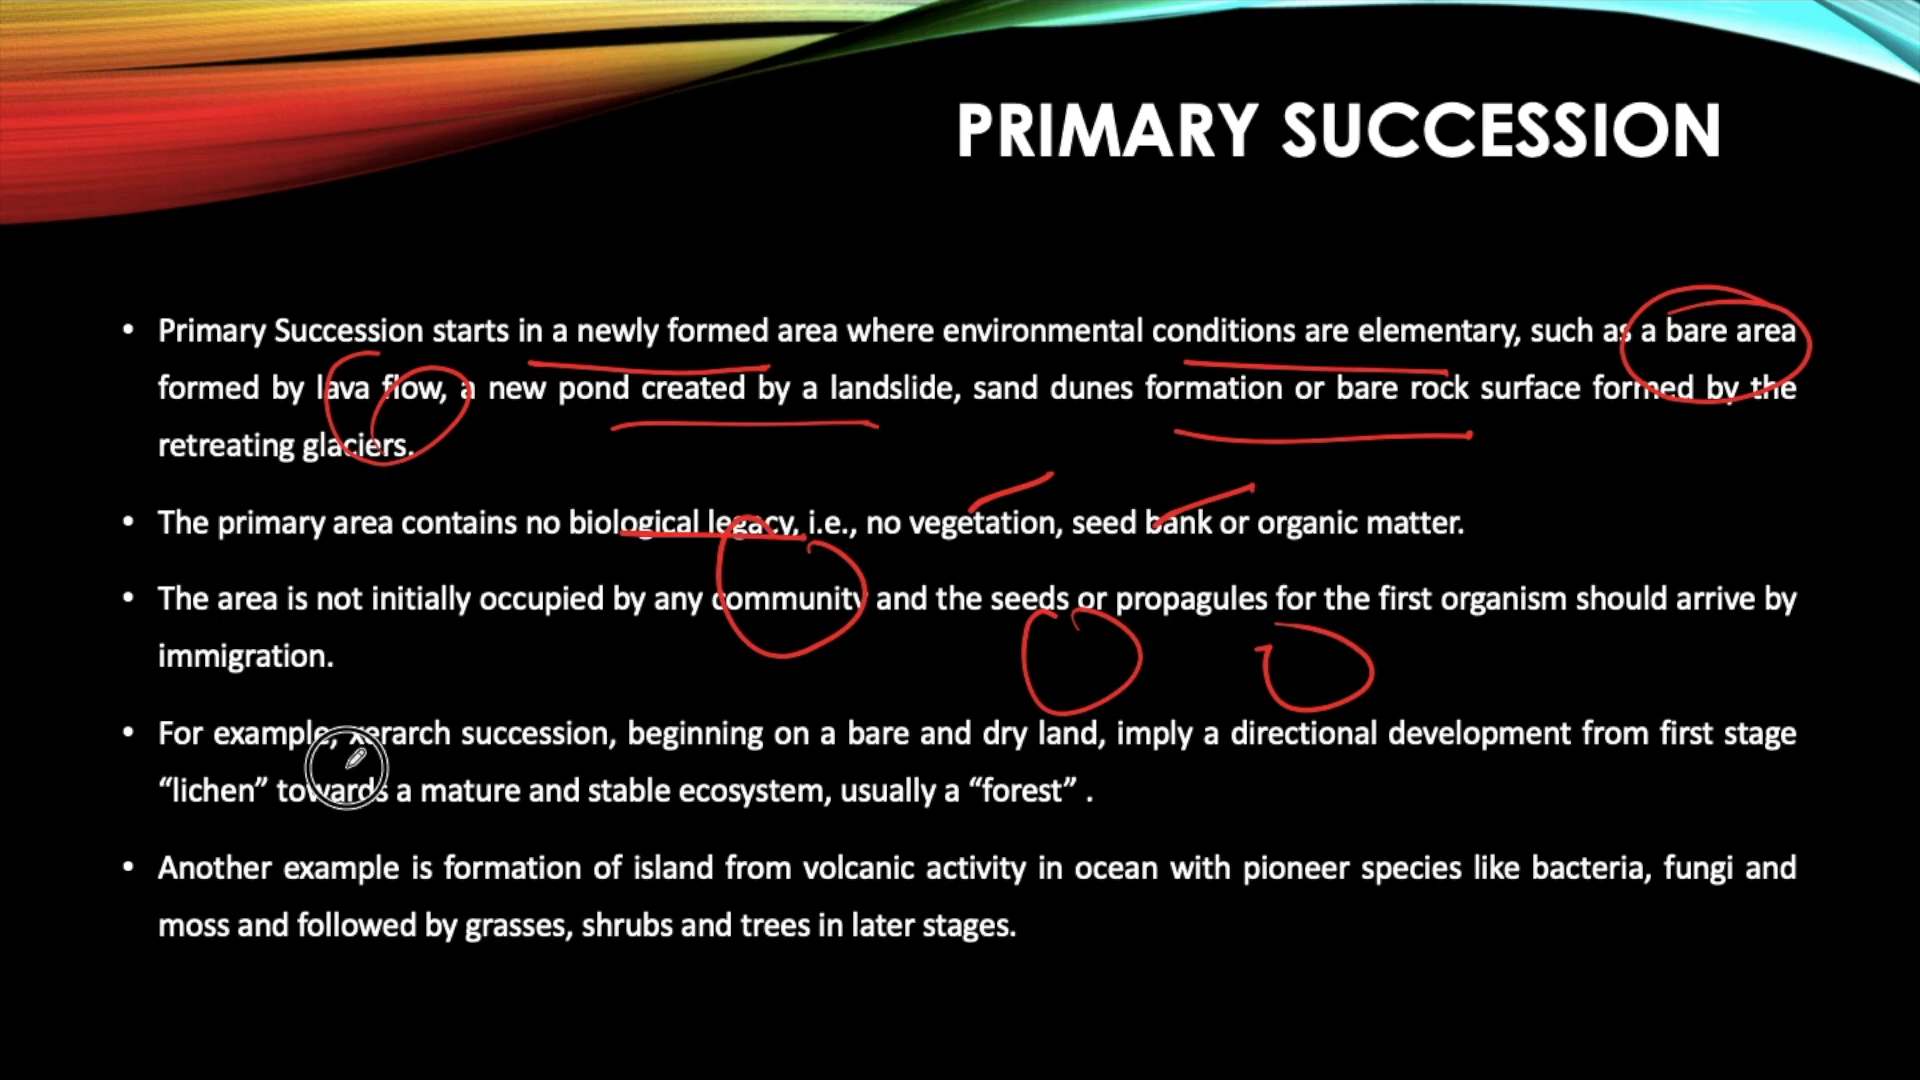 PRIMARY SUCCESSION
• Primary Succession starts in a newly formed area where environmental conditions are elementary, such as a bare area
formed by lava flow, a new pond created by a landslide, sand dunes formation or bare rock surface formed by the
retreating glaciers.
• The primary area contains no biological legacy, i.e., no vegetation, seed bank or organic matter.
• The area is not initially occupied by any community and the seeds or propagules for the first organism should arrive by
immigration.
• For example, xerarch succession, beginning on a bare and dry land, imply a directional development from first stage
“lichen” towards a mature and stable ecosystem, usually a “forest” .
• Another example is formation of island from volcanic activity in ocean with pioneer species like bacteria, fungi and
moss and followed by grasses, shrubs and trees in later stages.